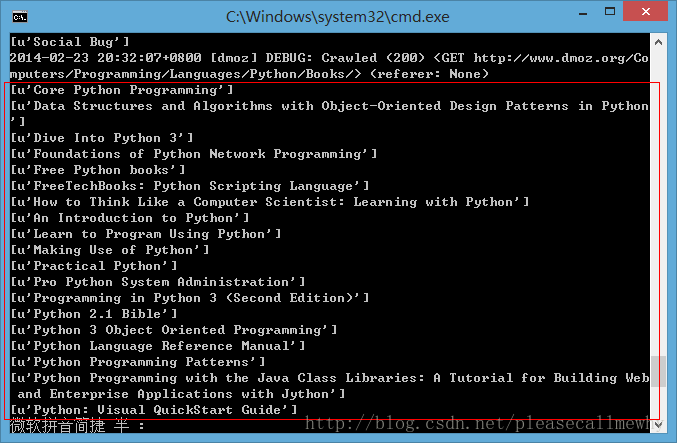 C:\Windows\system32\cmd.exe
[u'Social Bug']
2014-02-23 20:32:07+0800 [dmoz] DEBUG: Crawled (200) <GET http://www.dmoz.org/Co
mputers/Programming/Languages/Python/Books/> (referer: None)
[u'Core Python Programming']
[u'Data Structures and Algorithms with Object-Oriented Design Patterns in Python
']
[u'Dive Into Python 3']
[u'Foundations of Python Network Programming']
[u'Free Python books']
[u'FreeTechBooks: Python Scripting Language']
[u'How to Think Like a Computer Scientist: Learning with Python']
[u'An Introduction to Python']
[u'Learn to Program Using Python']
[u'Making Use of Python']
[u'Practical Python']
[u'Pro Python System Administration']
[u'Programming in Python 3 (Second Edition)']
[u'Python 2.1 Bible']
[u'Python 3 Object Oriented Programming']
[u'Python Language Reference Manual']
[u'Python Programming Patterns']
[u'Python Programming with the Java Class Libraries: A Tutorial for Building Web
 and Enterprise Applications with Jython']
[u'Python: Visual QuickStart Guide']
微软拼音简捷 半 :
http://blog.csdn.net/pleasecallmewh